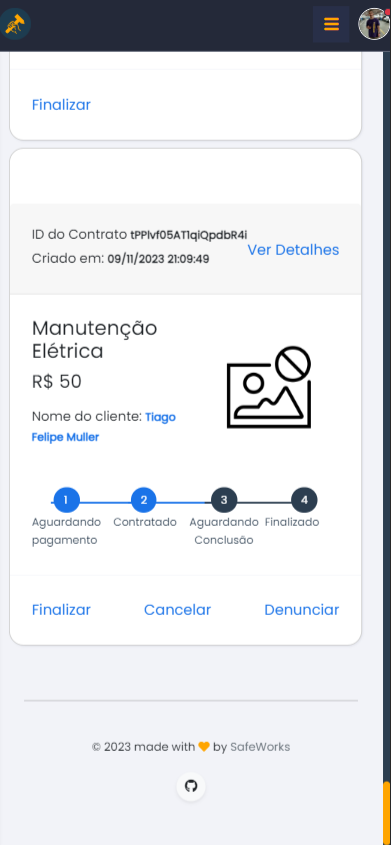 Finalizar
ID do Contrato tPPlvf05AT1qiQpdbR4i
Criado em: 09/11/2023 21:09:49
Ver Detalhes
Manutenção
Elétrica
R$ 50
Nome do cliente: Tiago
Felipe Muller
1 2 3 4
Aguardando pagamento
Contratado
Aguardando Conclusão
Finalizado
Finalizar Cancelar Denunciar
© 2023 made with 🧡 by SafeWorks